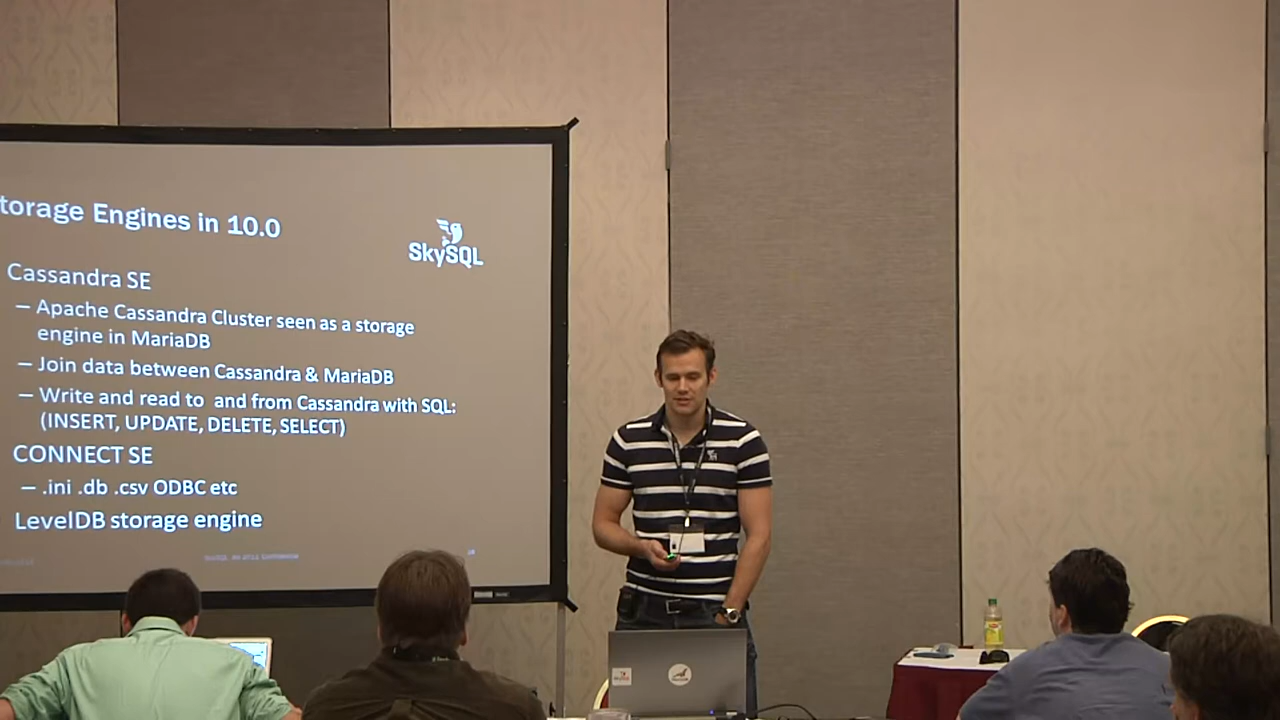 torage Engines in 10.0
SkySQL
Cassandra SE
– Apache Cassandra Cluster seen as a storage
engine in MariaDB
– Join data between Cassandra & MariaDB
– Write and read to and from Cassandra with SQL:
(INSERT, UPDATE, DELETE, SELECT)
CONNECT SE
– .ini .db .csv ODBC etc
LevelDB storage engine